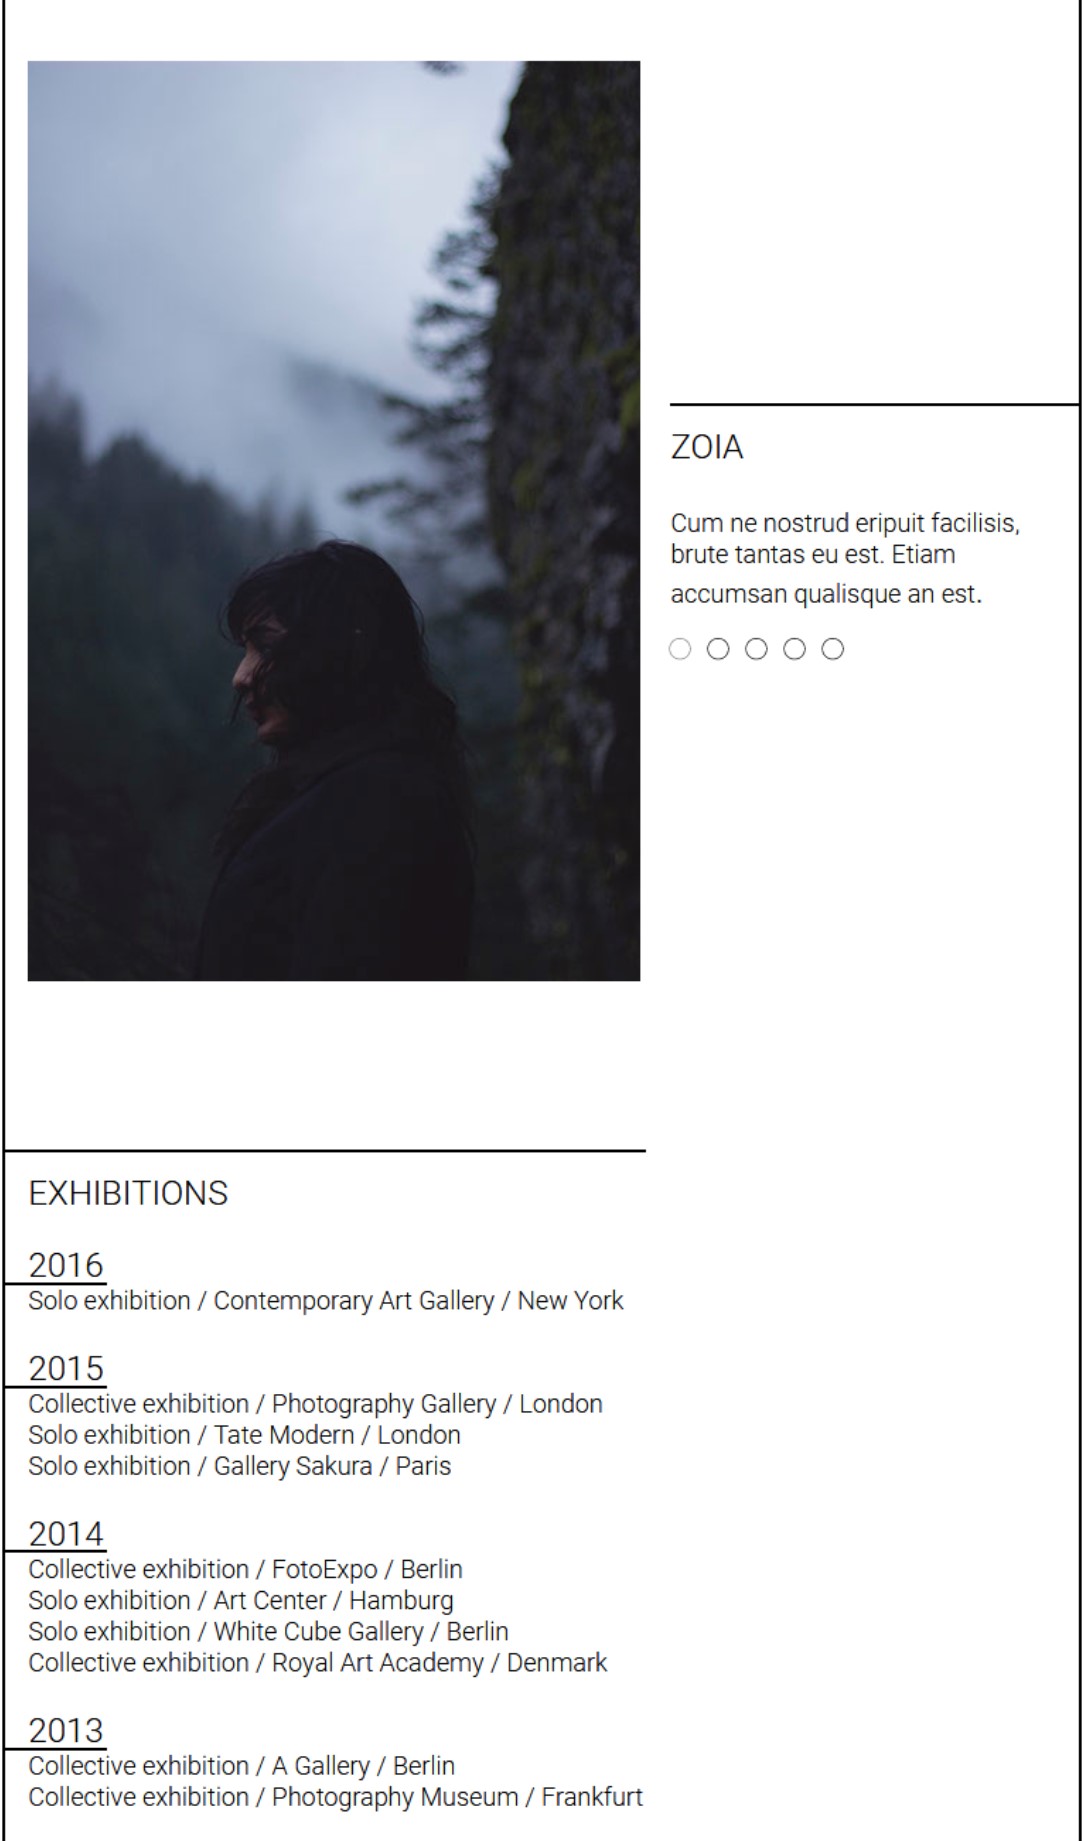 ZOIA
Cum ne nostrud eripuit facilisis,
brute tantas eu est. Etiam
accumsan qualisque an est.
EXHIBITIONS
2016
Solo exhibition / Contemporary Art Gallery / New York
2015
Collective exhibition / Photography Gallery / London
Solo exhibition / Tate Modern / London
Solo exhibition / Gallery Sakura / Paris
2014
Collective exhibition / FotoExpo / Berlin
Solo exhibition / Art Center / Hamburg
Solo exhibition / White Cube Gallery / Berlin
Collective exhibition / Royal Art Academy / Denmark
2013
Collective exhibition / A Gallery / Berlin
Collective exhibition / Photography Museum / Frankfurt